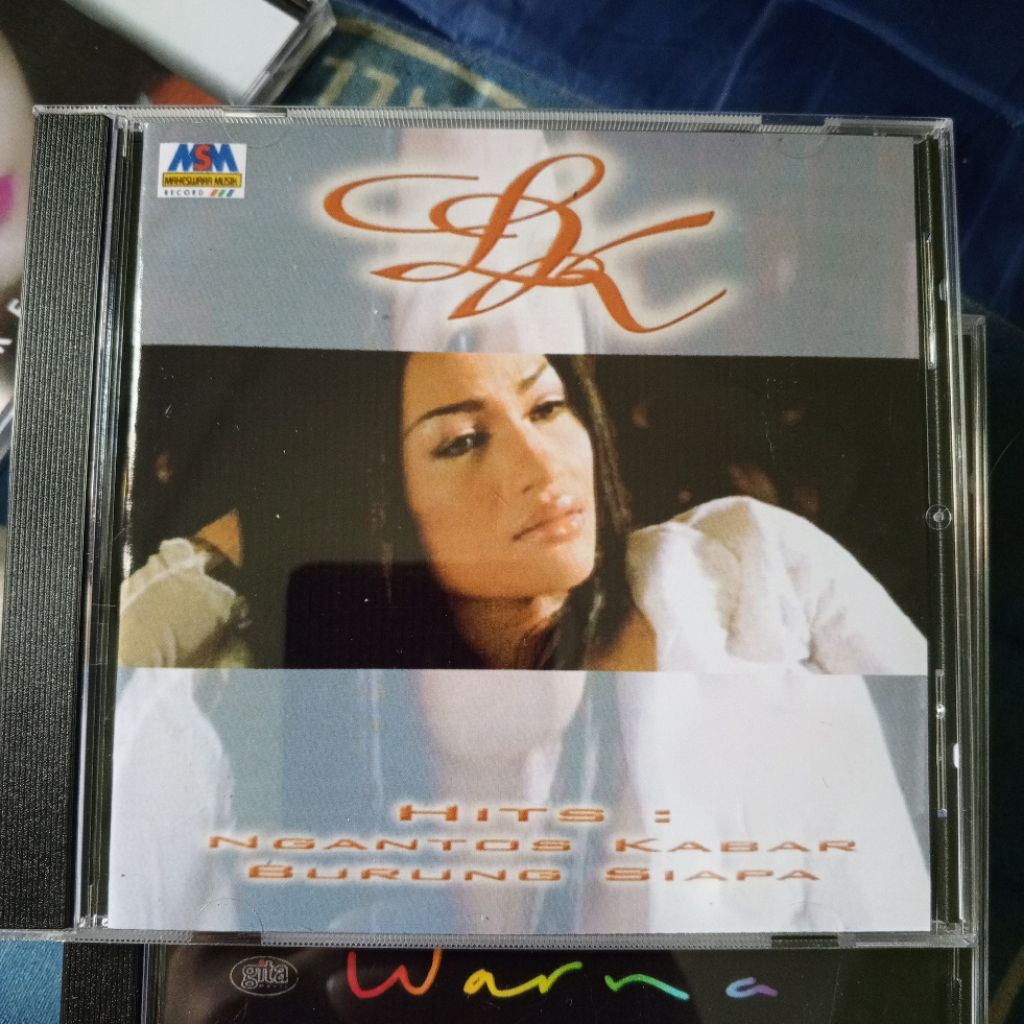 MSM
MAHESWARA MUSIK
RECORD
DK
HITS :
NGANTOS KABAR
BURUNG SIAPA
gita
Warna